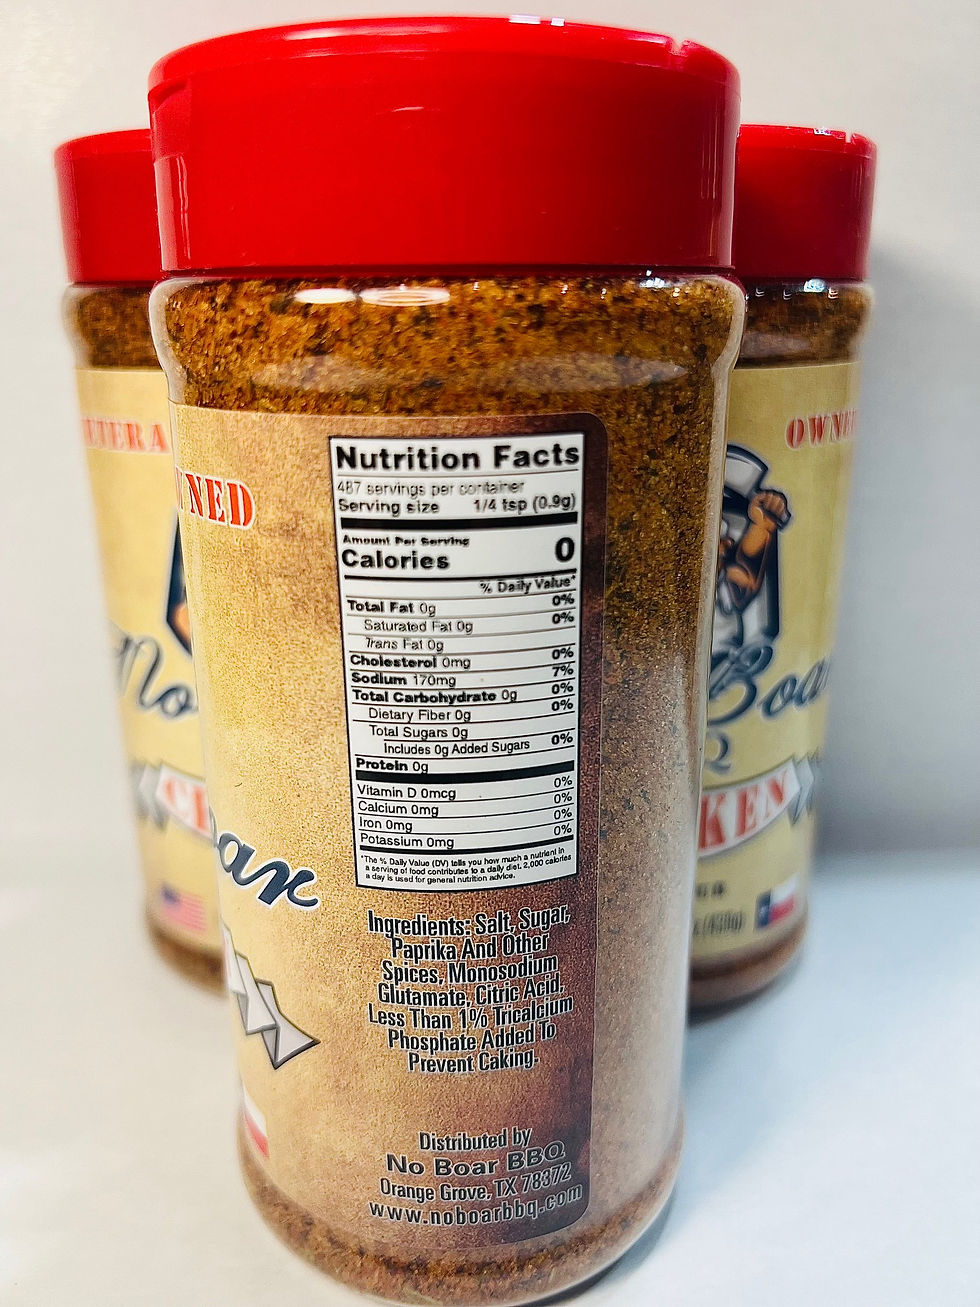 NED
ar
Nutrition Facts
487 servings per container
Serving size 1/4 tsp (0.9g)
Amount Per Serving
Calories 0
% Daily Value*
Total Fat 0g 0%
Saturated Fat 0g 0%
Trans Fat 0g
Cholesterol 0mg 0%
Sodium 170mg 7%
Total Carbohydrate 0g 0%
Dietary Fiber 0g 0%
Total Sugars 0g
Includes 0g Added Sugars 0%
Protein 0g
Vitamin D 0mcg 0%
Calcium 0mg 0%
Iron 0mg 0%
Potassium 0mg 0%
*The % Daily Value (DV) tells you how much a nutrient in
a serving of food contributes to a daily diet. 2,000 calories
a day is used for general nutrition advice.
Ingredients: Salt, Sugar,
Paprika And Other
Spices, Monosodium
Glutamate, Citric Acid,
Less Than 1% Tricalcium
Phosphate Added To
Prevent Caking.
Distributed by
No Boar BBQ
Orange Grove, TX 78372
www.noboarbbq.com
TERA
No
OWNE
Boar
Q
KEN